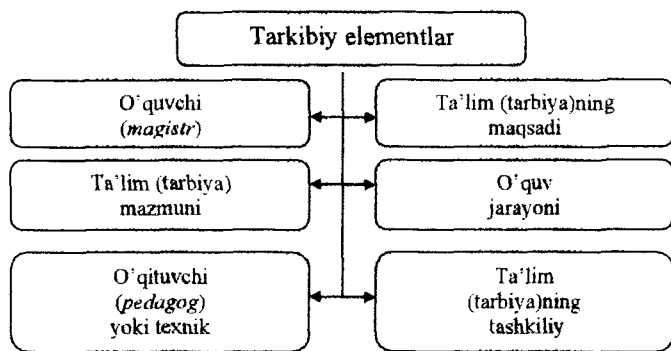 Tarkibiy elementlar
O'quvchi
(magistr)
Ta'lim (tarbiya)ning
maqsadi
Ta'lim (tarbiya)
mazmuni
O'quv
jarayoni
O'qituvchi
(pedagog)
yoki texnik
Ta'lim
(tarbiya)ning
tashkiliy